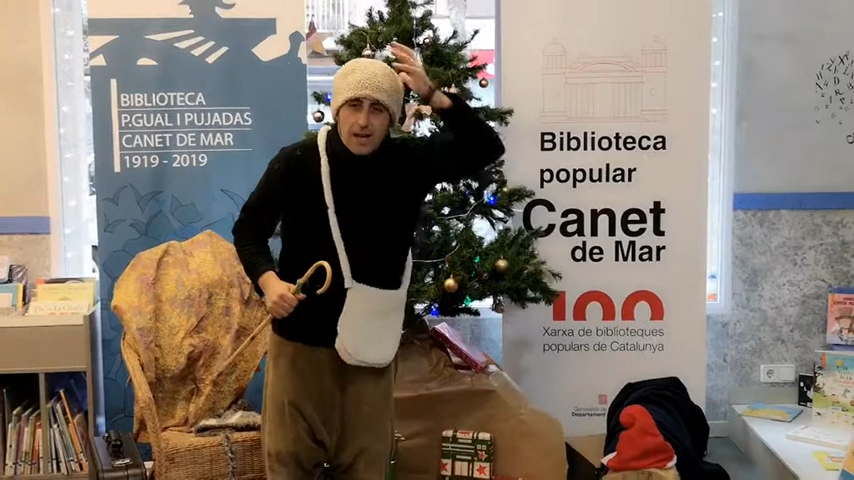 BIBLIOTECA
P.GUAL I PUJADAS
CANET DE MAR
1919-2019
Biblioteca
popular
Canet
de Mar
100
XARXA DE BIBLIOTEQUES
POPULARS DE CATALUNYA